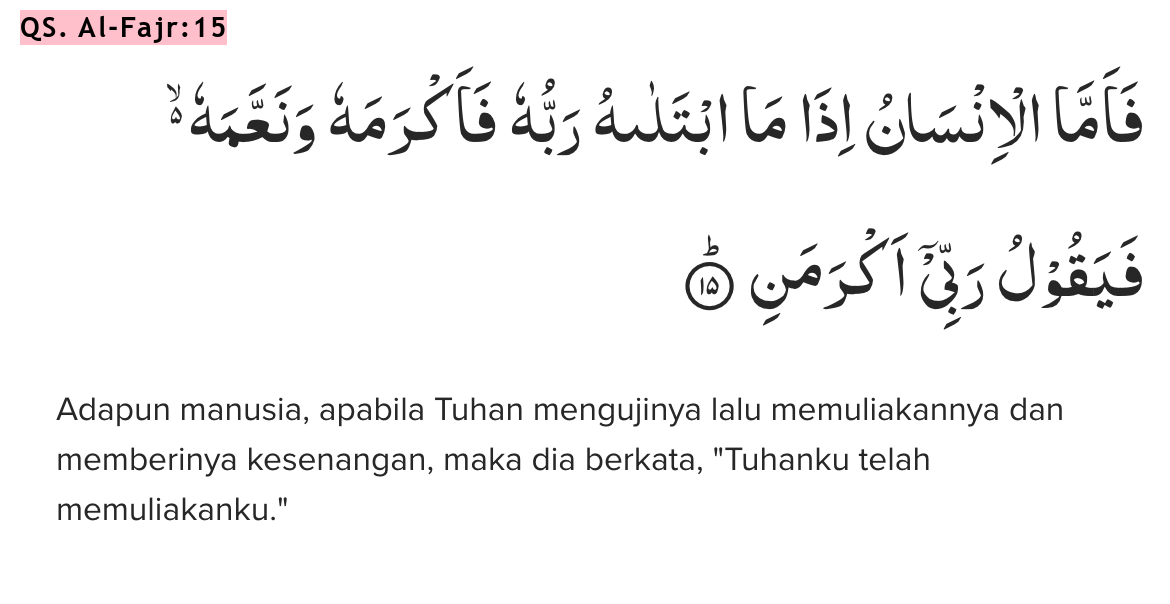 QS. Al-Fajr:15
فَاَمَّا الْاِنْسَانُ اِذَا مَا ابْتَلٰىهُ رَبُّهٗ فَاَكْرَمَهٗ وَنَعَّمَهٗ ەۙ
فَيَقُوْلُ رَبِّيْٓ اَكْرَمَنِ ۗ ١٥
Adapun manusia, apabila Tuhan mengujinya lalu memuliakannya dan
memberinya kesenangan, maka dia berkata, "Tuhanku telah
memuliakanku."